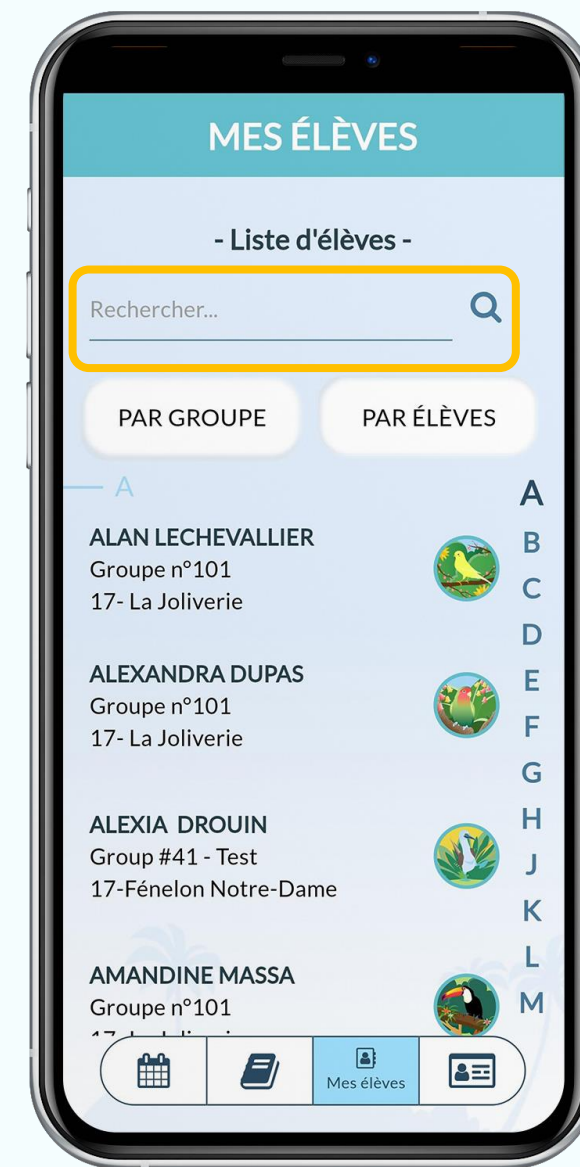 MES ÉLÈVES
- Liste d'élèves -
Rechercher...
PAR GROUPE
PAR ÉLÈVES
A
A
B
C
D
E
F
G
H
J
K
L
M
ALAN LECHEVALLIER
Groupe n°101
17- La Joliverie
ALEXANDRA DUPAS
Groupe n°101
17- La Joliverie
ALEXIA DROUIN
Group #41 - Test
17-Fénelon Notre-Dame
AMANDINE MASSA
Groupe n°101
Mes élèves